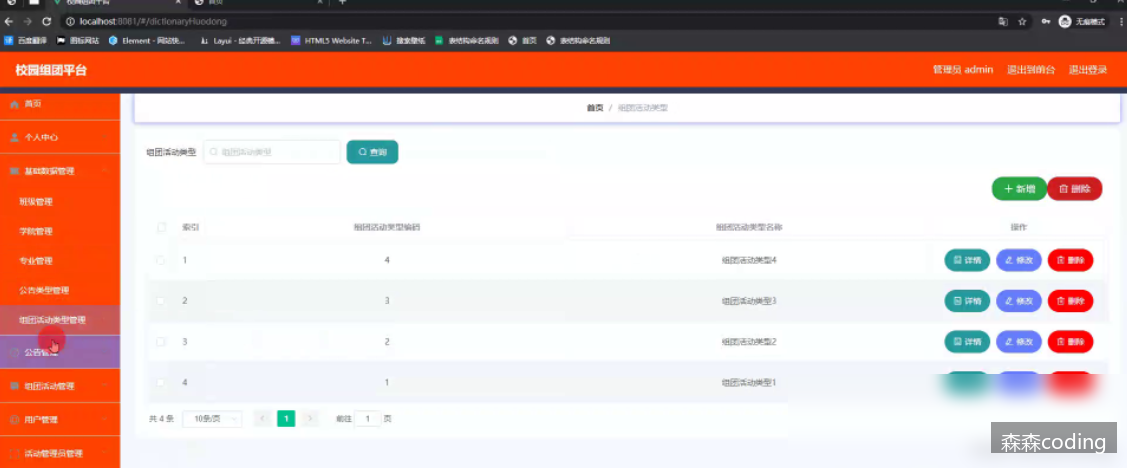 校园组团平台
首页
localhost:8081/#/dictionaryHuodong
无痕模式
百度翻译
图标网站
Element - 网站快...
Layui - 经典开源模...
HTML5 Website T...
搜索壁纸
表结构命名规则
首页
表结构命名规则
校园组团平台
管理员 admin
退出到前台
退出登录
首页
个人中心
基础数据管理
班级管理
学院管理
专业管理
公告类型管理
组团活动类型管理
公告管理
组团活动管理
用户管理
活动管理员管理
首页 / 组团活动类型
组团活动类型
组团活动类型
查询
新增
删除
索引 组团活动类型编码 组团活动类型名称 操作
1 4 组团活动类型4 详情 修改 删除
2 3 组团活动类型3 详情 修改 删除
3 2 组团活动类型2 详情 修改 删除
4 1 组团活动类型1
共 4 条 10条/页 1 前往 1 页
森森coding